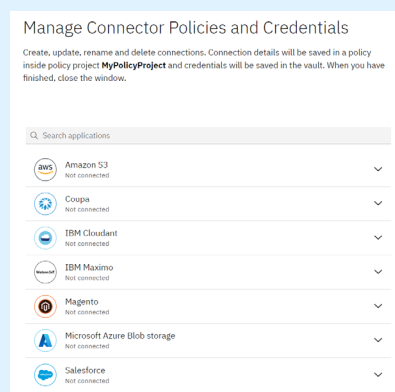 Manage Connector Policies and Credentials
Create, update, rename and delete connections. Connection details will be saved in a policy
inside policy project MyPolicyProject and credentials will be saved in the vault. When you have
finished, close the window.
Search applications
aws
Amazon S3
Not connected
Coupa
Not connected
IBM Cloudant
Not connected
IBM Maximo
Not connected
Magento
Not connected
Microsoft Azure Blob storage
Not connected
Salesforce
Not connected